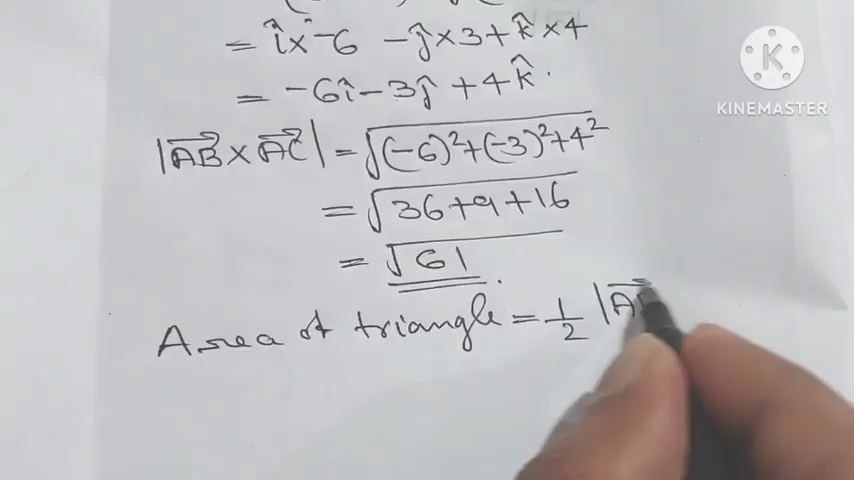 = î x -6 - ĵ x 3 + k̂ x 4
= -6î - 3ĵ + 4k̂.
|AB⃗ x AC⃗| = √(-6)²+(-3)²+4²
= √36+9+16
= √61.
Area of triangle = 1/2 |A
K
KINEMASTER